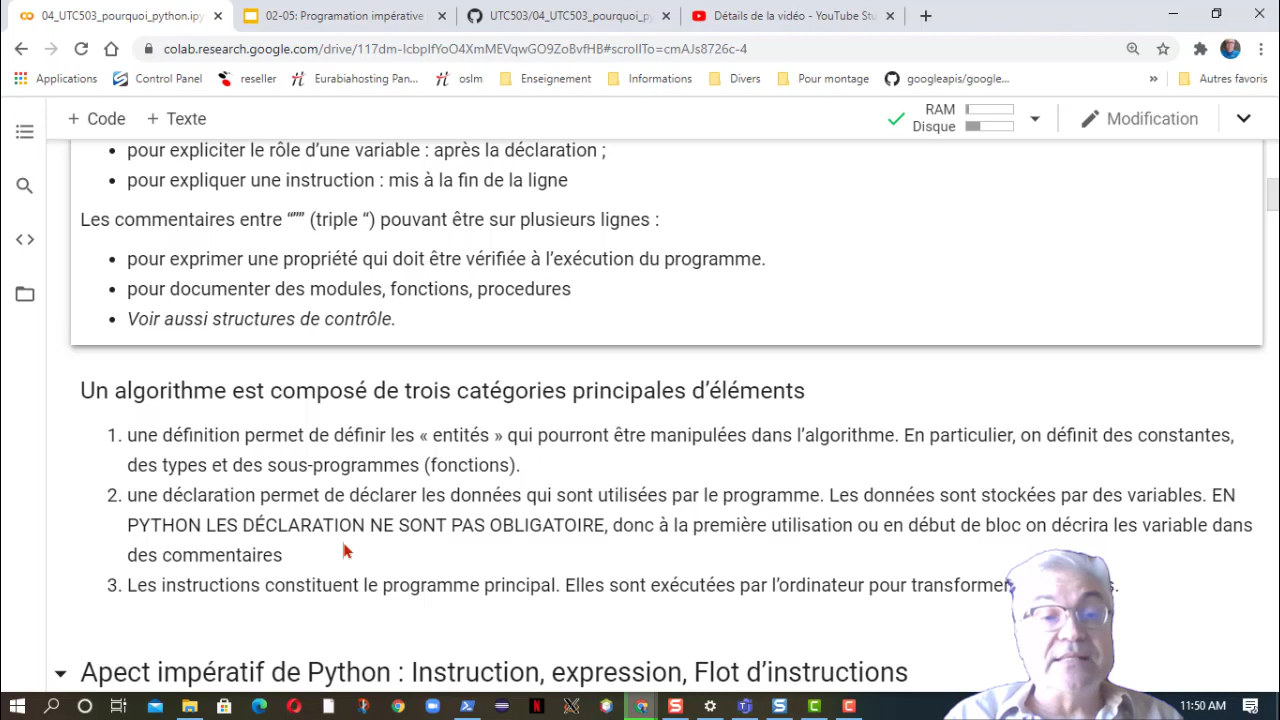 04_UTC503_pourquoi_python.ipy
02-05: Programation impérative
UTC503/04_UTC503_pourquoi_p
Détails de la vidéo - YouTube Stu
colab.research.google.com/drive/117dm-IcbpIfYoO4XmMEVqwGO9ZoBvfHB#scrollTo=cmAJs8726c-4
Applications
Control Panel
reseller
Eurabiahosting Pan...
oslm
Enseignement
Informations
Divers
Pour montage
googleapis/google...
»
Autres favoris
+ Code
+ Texte
RAM
Disque
Modification
• pour expliciter le rôle d’une variable : après la déclaration ;
• pour expliquer une instruction : mis à la fin de la ligne
Les commentaires entre “”” (triple “) pouvant être sur plusieurs lignes :
• pour exprimer une propriété qui doit être vérifiée à l’exécution du programme.
• pour documenter des modules, fonctions, procedures
• Voir aussi structures de contrôle.
Un algorithme est composé de trois catégories principales d’éléments
1. une définition permet de définir les « entités » qui pourront être manipulées dans l’algorithme. En particulier, on définit des constantes,
des types et des sous-programmes (fonctions).
2. une déclaration permet de déclarer les données qui sont utilisées par le programme. Les données sont stockées par des variables. EN
PYTHON LES DÉCLARATION NE SONT PAS OBLIGATOIRE, donc à la première utilisation ou en début de bloc on décrira les variable dans
des commentaires
3. Les instructions constituent le programme principal. Elles sont exécutées par l’ordinateur pour transformer
Apect impératif de Python : Instruction, expression, Flot d’instructions
11:50 AM